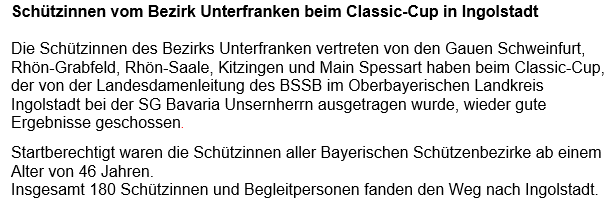 Schützinnen vom Bezirk Unterfranken beim Classic-Cup in Ingolstadt
Die Schützinnen des Bezirks Unterfranken vertreten von den Gauen Schweinfurt,
Rhön-Grabfeld, Rhön-Saale, Kitzingen und Main Spessart haben beim Classic-Cup,
der von der Landesdamenleitung des BSSB im Oberbayerischen Landkreis
Ingolstadt bei der SG Bavaria Unsernherrn ausgetragen wurde, wieder gute
Ergebnisse geschossen.
Startberechtigt waren die Schützinnen aller Bayerischen Schützenbezirke ab einem
Alter von 46 Jahren.
Insgesamt 180 Schützinnen und Begleitpersonen fanden den Weg nach Ingolstadt.